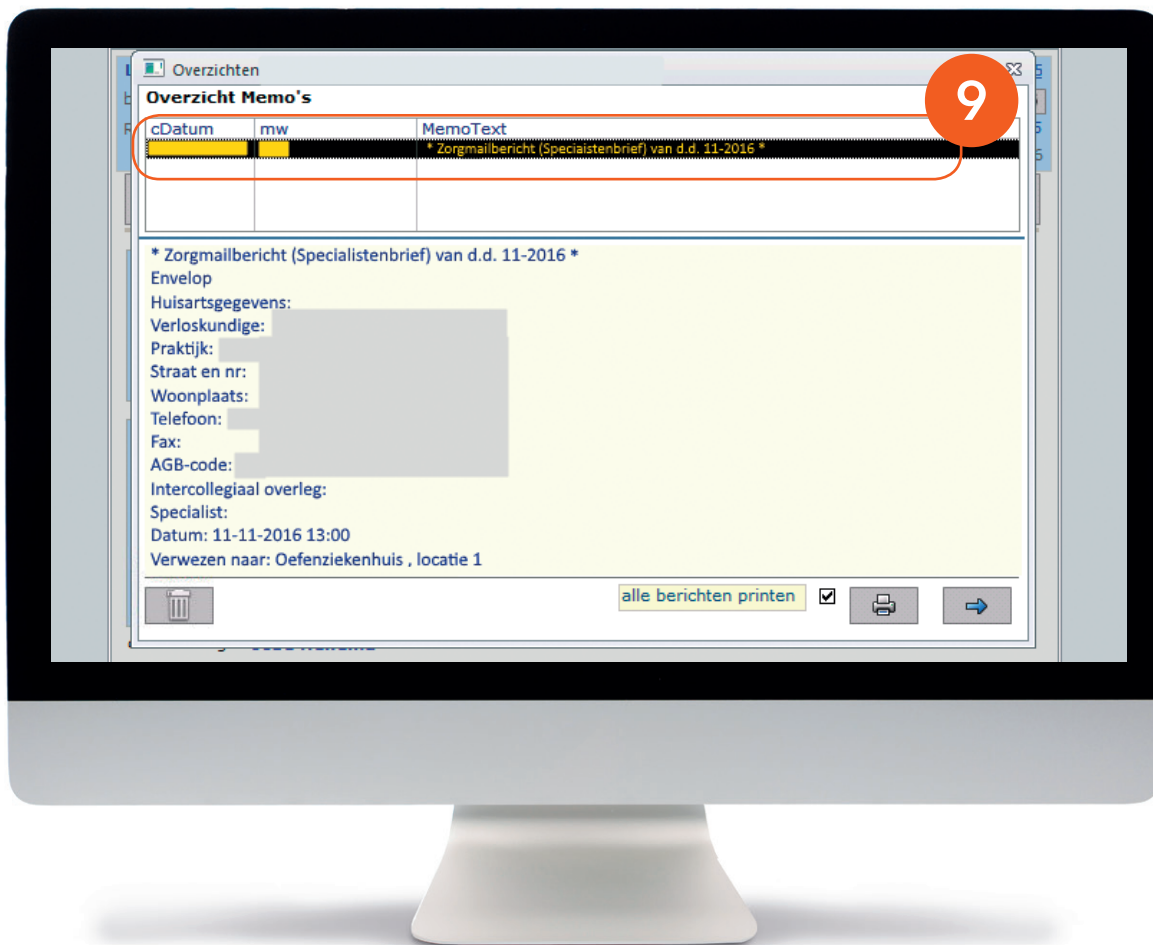 Overzichten
Overzicht Memo's
9
cDatum mw MemoText
* Zorgmailbericht (Speciaistenbrief) van d.d. 11-2016 *
* Zorgmailbericht (Specialistenbrief) van d.d. 11-2016 *
Envelop
Huisartsgegevens:
Verloskundige:
Praktijk:
Straat en nr:
Woonplaats:
Telefoon:
Fax:
AGB-code:
Intercollegiaal overleg:
Specialist:
Datum: 11-11-2016 13:00
Verwezen naar: Oefenziekenhuis , locatie 1
alle berichten printen